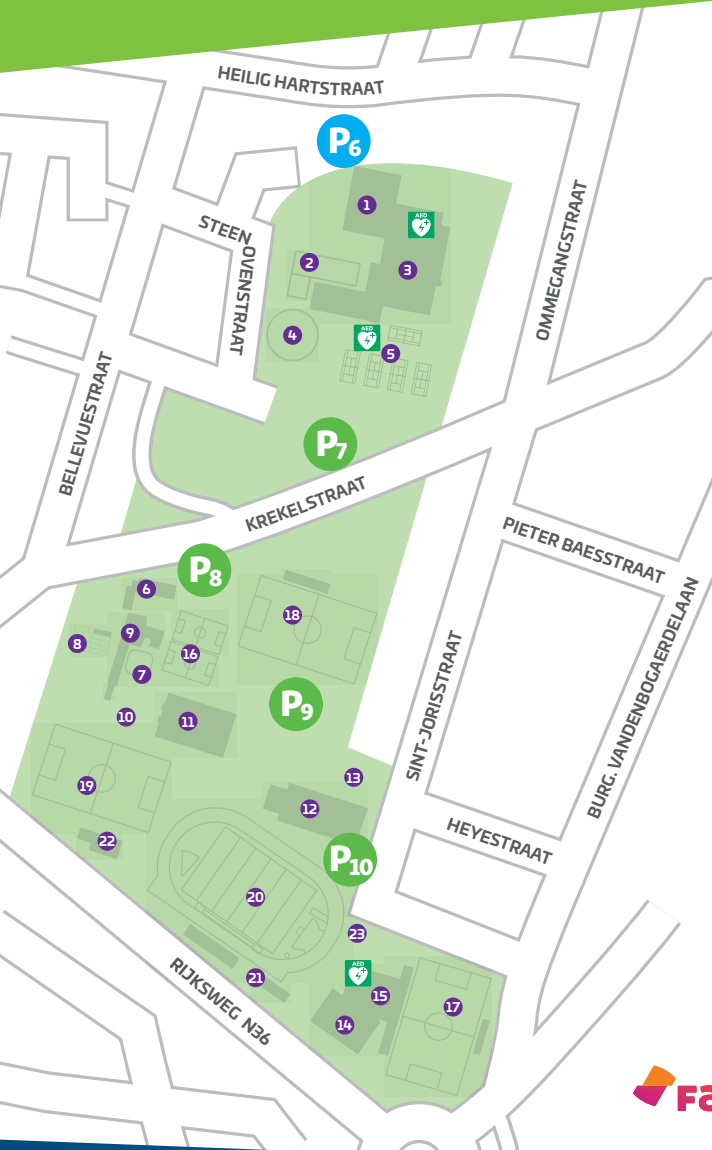 HEILIG HARTSTRAAT
P6
1
AED
STEENOVENSTRAAT
2
3
OMMEGANGSTRAAT
4
AED
5
BELLEVUESTRAAT
P7
KREKELSTRAAT
PIETER BAESSTRAAT
P8
6
18
9
8
16
7
BURG. VANDENBOGAERDELAAN
SINT-JORISSTRAAT
P9
10
11
19
13
12
22
HEYESTRAAT
P10
20
23
AED
21
15
17
14
RIJKSWEG N36